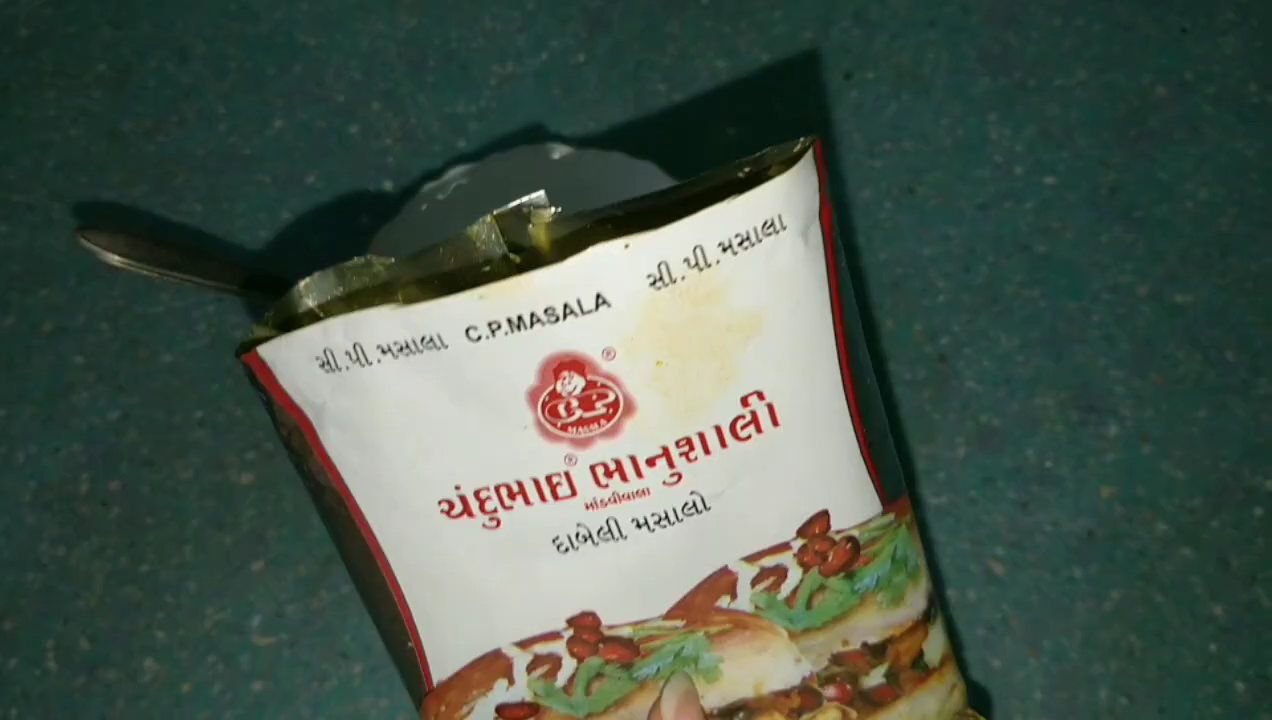 સી.પી.મસાલા C.P.MASALA સી.પી.મસાલા
CP
MASALA
®
ચંદુભાઇ ભાનુશાલી
®
માંડવીવાલા
દાબેલી મસાલો